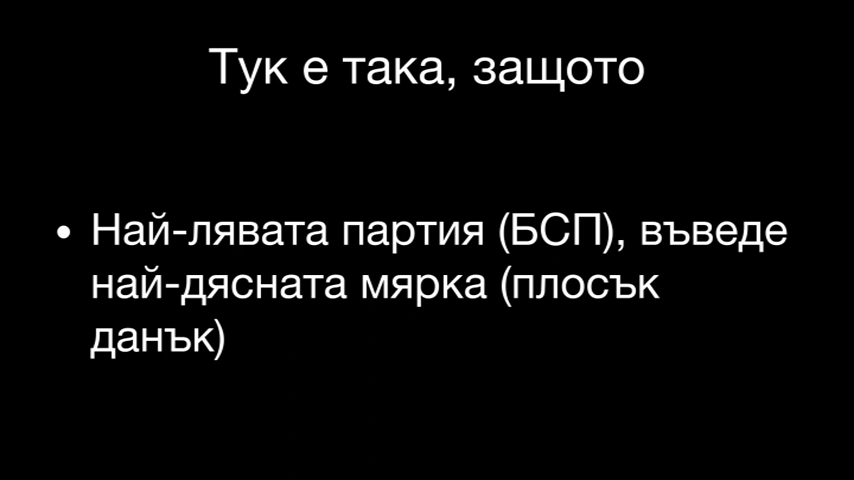 Тук е така, защото
• Най-лявата партия (БСП), въведе
най-дясната мярка (плосък
данък)